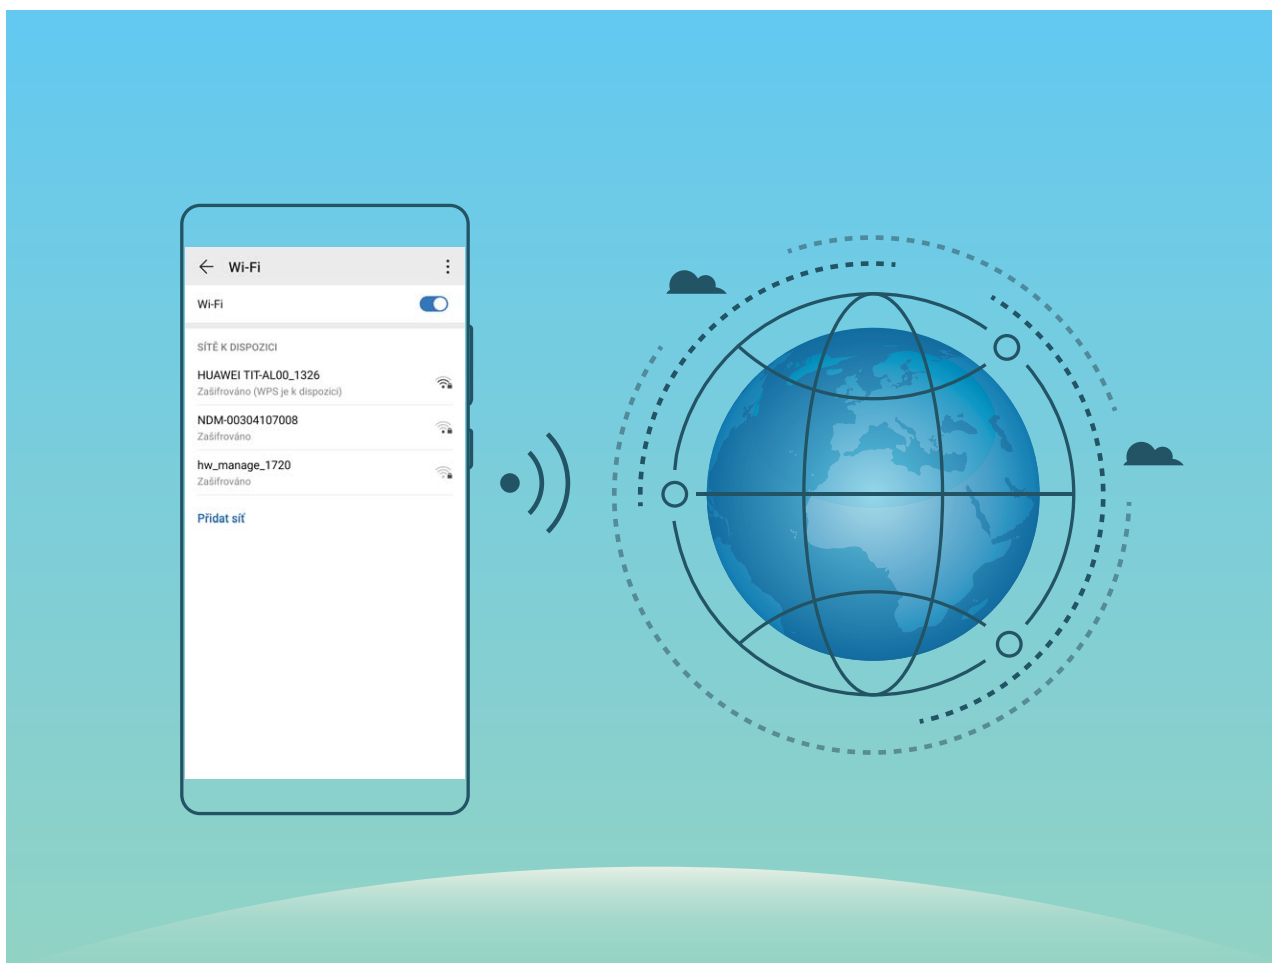 Wi-Fi
Wi-Fi
SÍTĚ K DISPOZICI
HUAWEI TIT-AL00_1326
Zašifrováno (WPS je k dispozici)
NDM-00304107008
Zašifrováno
hw_manage_1720
Zašifrováno
Přidat síť